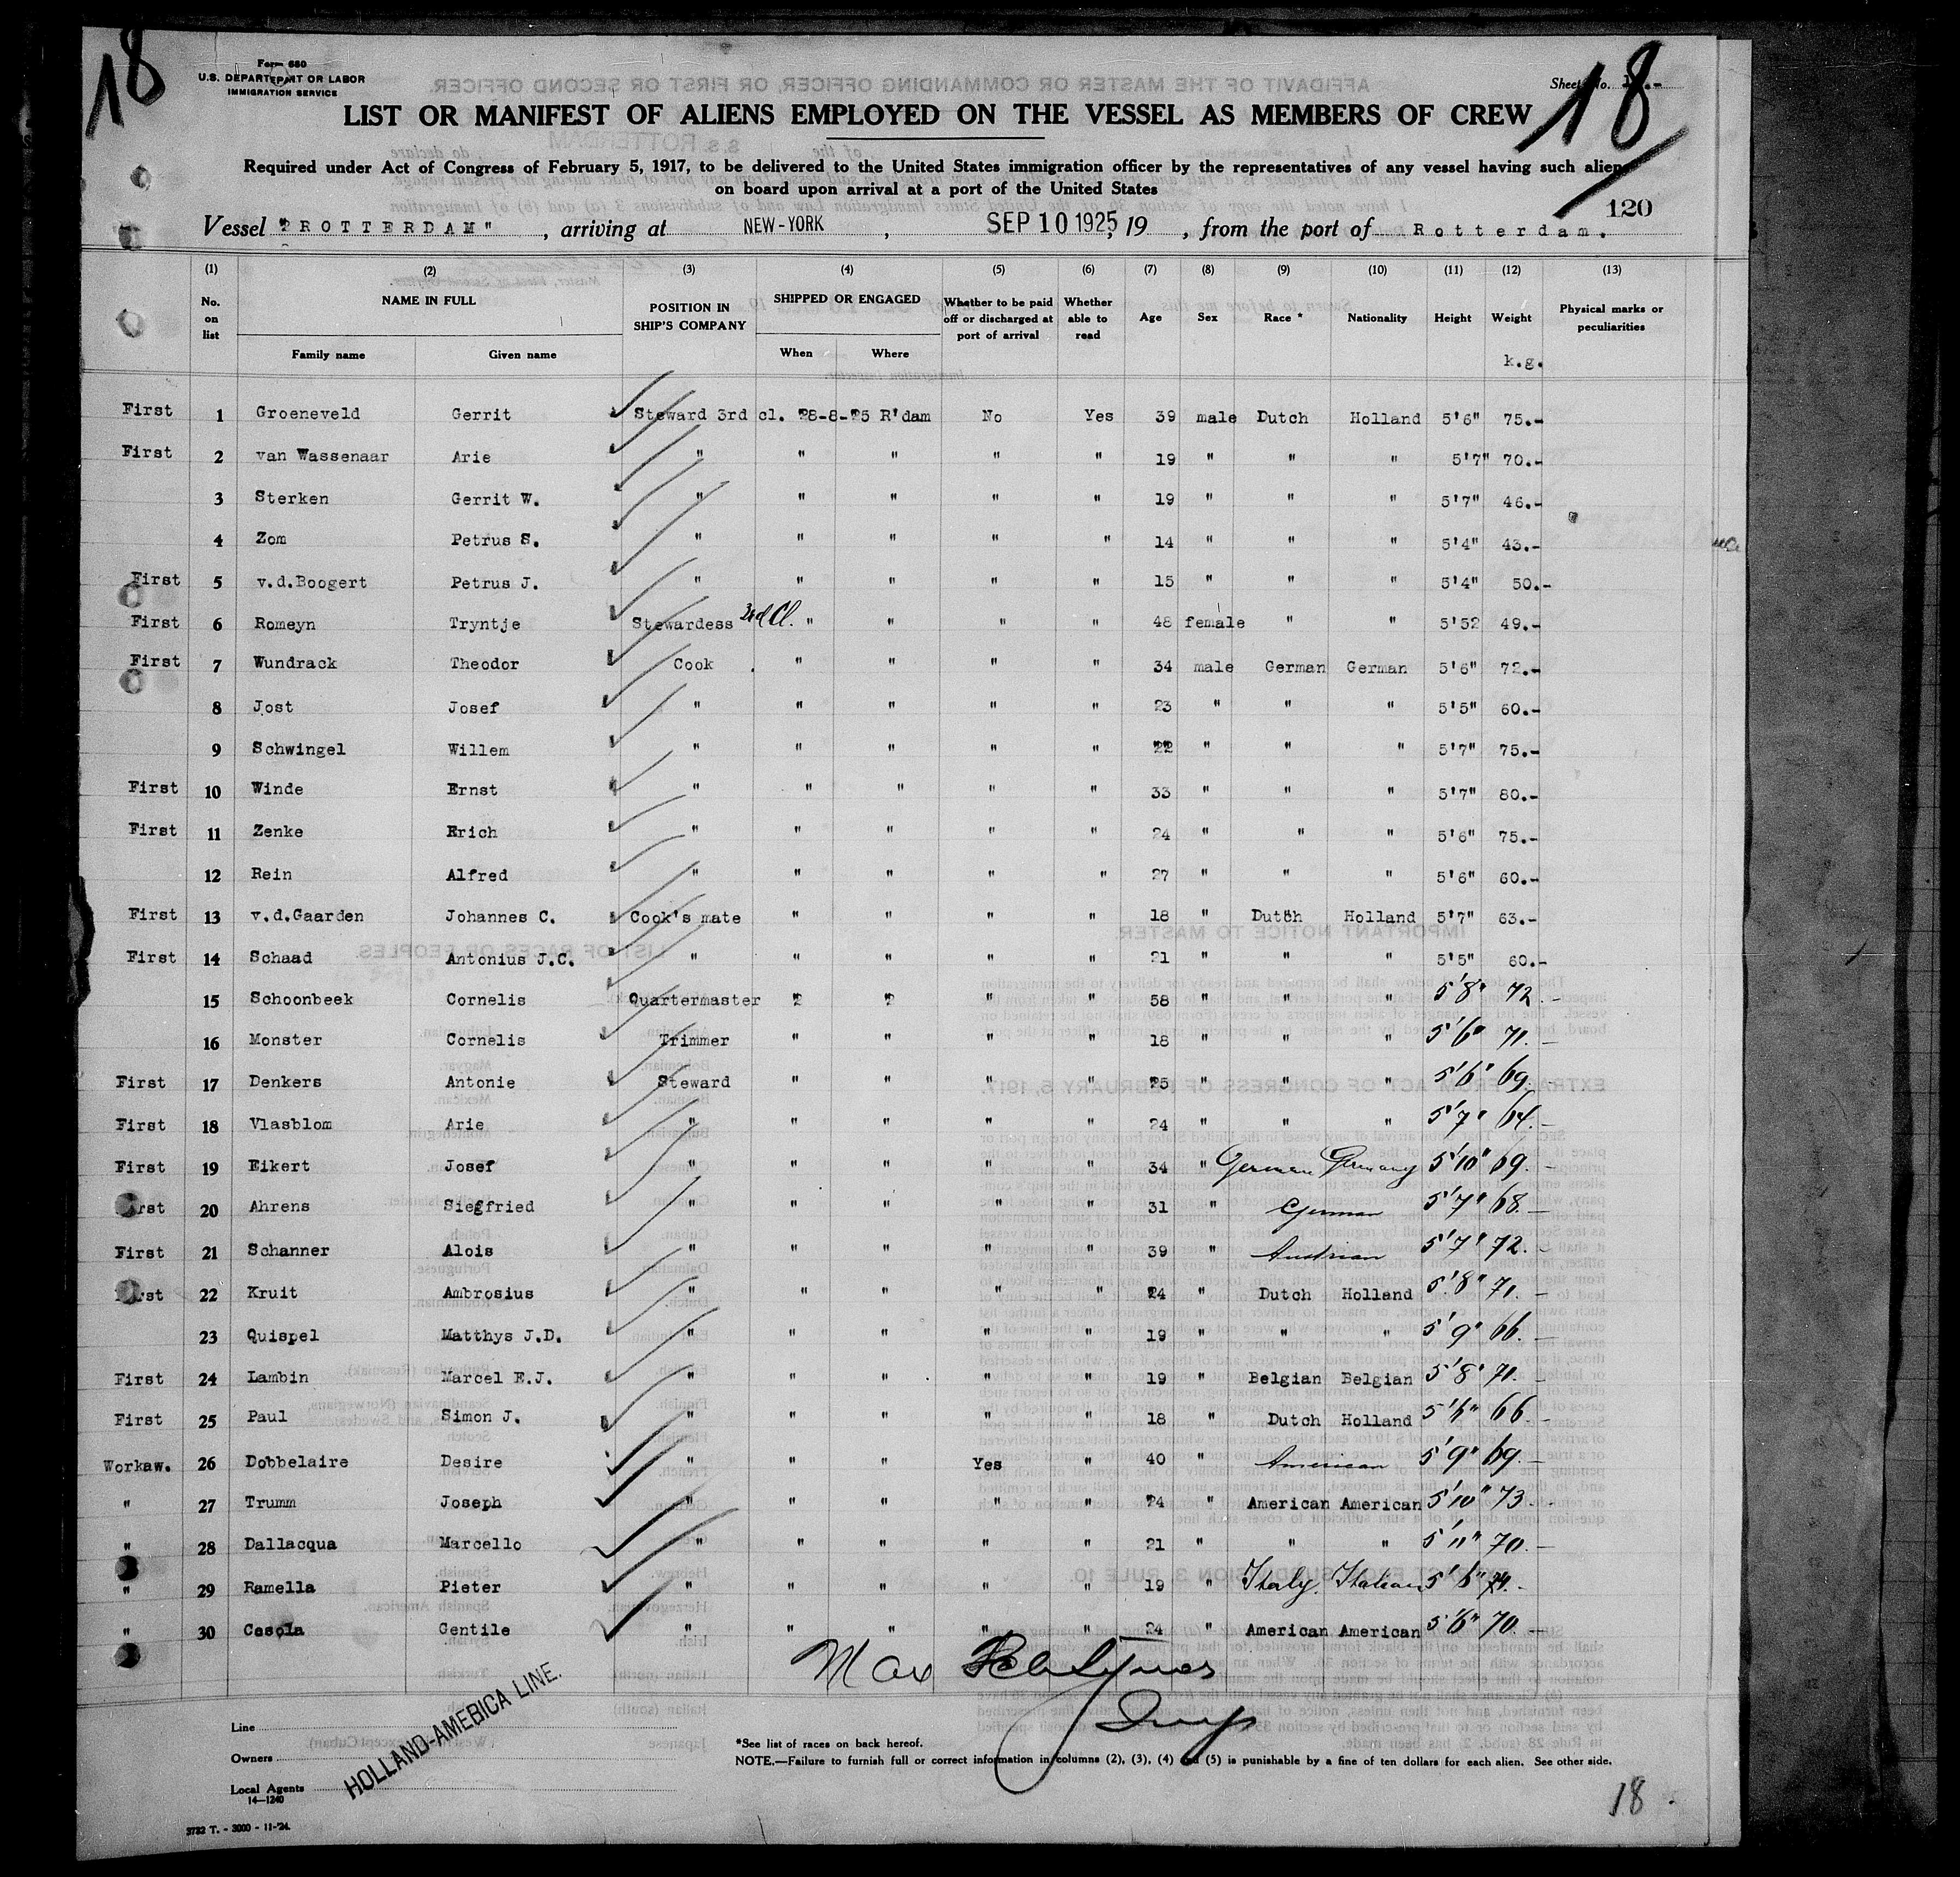 18
Form 680
U.S. DEPARTMENT OR LABOR
IMMIGRATION SERVICE
Sheet No.
18
LIST OR MANIFEST OF ALIENS EMPLOYED ON THE VESSEL AS MEMBERS OF CREW
Required under Act of Congress of February 5, 1917, to be delivered to the United States immigration officer by the representatives of any vessel having such aliens
on board upon arrival at a port of the United States
120
Vessel "ROTTERDAM", arriving at NEW-YORK, SEP 10 1925, 19 , from the port of Rotterdam.
(1) (2) (3) (4) (5) (6) (7) (8) (9) (10) (11) (12) (13)
No. on list NAME IN FULL Family name Given name POSITION IN SHIP'S COMPANY SHIPPED OR ENGAGED When Where Whether to be paid off or discharged at port of arrival Whether able to read Age Sex Race * Nationality Height Weight Physical marks or peculiarities
k.g.
First 1 Groeneveld Gerrit Steward 3rd cl. 28-8-25 R'dam No Yes 39 male Dutch Holland 5'6" 75.-
First 2 van Wassenaar Arie " " " " " 19 " " " 5'7" 70.-
3 Sterken Gerrit W. " " " " " 19 " " " 5'7" 46.-
4 Zom Petrus S. " " " " " 14 " " " 5'4" 43.-
First 5 v.d.Boogert Petrus J. " " " " " 15 " " " 5'4" 50.-
First 6 Romeyn Tryntje Stewardess 3rd Cl. " " " " 48 female " " 5'52 49.-
First 7 Wundrack Theodor Cook " " " " 34 male German German 5'6" 72.-
8 Jost Josef " " " " " 23 " " " 5'5" 60.-
9 Schwingel Willem " " " " " 22 " " " 5'7" 75.-
First 10 Winde Ernst " " " " " 33 " " " 5'7" 80.-
First 11 Zenke Erich " " " " " 24 " " " 5'6" 75.-
12 Rein Alfred " " " " " 27 " " " 5'6" 60.-
First 13 v.d.Gaarden Johannes C. Cook's mate " " " " 18 " Dutch Holland 5'7" 63.-
First 14 Schaad Antonius J.C. " " " " " 21 " " " 5'5" 60.-
15 Schoonbeek Cornelis Quartermaster " " " " 58 " " " 5'8" 72.-
16 Monster Cornelis Trimmer " " " " 18 " " " 5'6" 71.-
First 17 Denkers Antonie Steward " " " " 25 " " " 5'6" 69.-
First 18 Vlasblom Arie " " " " " 24 " " " 5'7" 64.-
First 19 Eikert Josef " " " " " 34 " German Germany 5'10" 69.-
First 20 Ahrens Siegfried " " " " " 31 " German 5'7" 68.-
First 21 Schanner Alois " " " " " 39 " Austrian 5'7" 72.-
First 22 Kruit Ambrosius " " " " " 24 " Dutch Holland 5'8" 71.-
23 Quispel Matthys J.D. " " " " " 19 " " " 5'9" 66.-
First 24 Lambin Marcel E.J. " " " " " 19 " Belgian Belgian 5'8" 71.-
First 25 Paul Simon J. " " " " " 18 " Dutch Holland 5'6" 66.-
Workaw. 26 Dobbelaire Desire " " " Yes " 40 " American 5'9" 69.-
" 27 Trumm Joseph " " " " " 24 " American American 5'10" 73.-
" 28 Dallacqua Marcello " " " " " 21 " " " 5'11" 70.-
" 29 Ramella Pieter " " " " " 19 " Italy. Italian 5'6" 74.-
" 30 Casola Gentile " " " " " 24 " American American 5'6" 70.-
Max
Insp
Line
Owners
Local Agents
HOLLAND-AMERICA LINE.
14—1240
*See list of races on back hereof.
NOTE.—Failure to furnish full or correct information in columns (2), (3), (4) and (5) is punishable by a fine of ten dollars for each alien. See other side.
18.
3732 T. - 3000 - 11-'24.